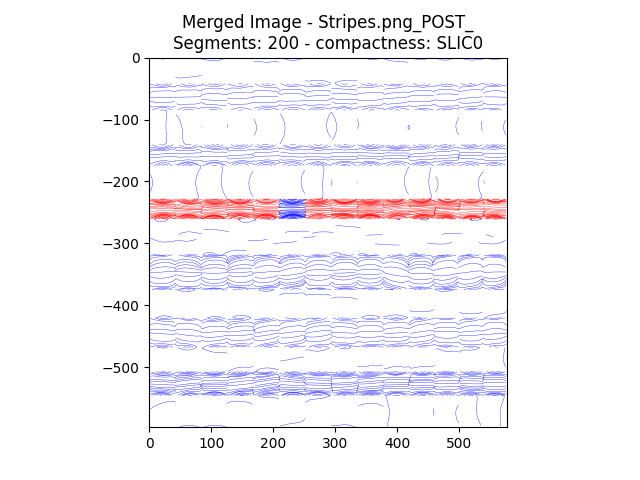 Merged Image - Stripes.png_POST_
Segments: 200 - compactness: SLIC0
0
−100
−200
−300
−400
−500
0 100 200 300 400 500